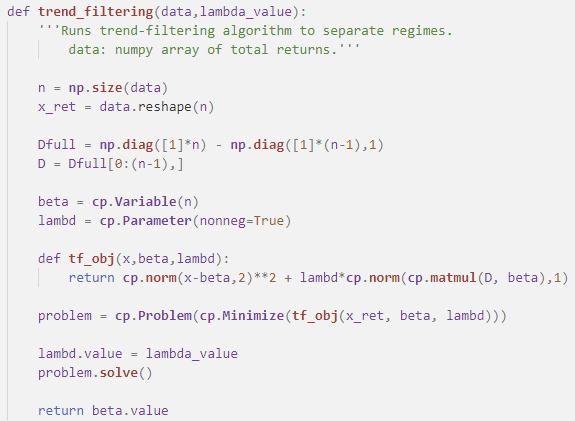 def trend_filtering(data,lambda_value):
    '''Runs trend-filtering algorithm to separate regimes.
        data: numpy array of total returns.'''

    n = np.size(data)
    x_ret = data.reshape(n)

    Dfull = np.diag([1]*n) - np.diag([1]*(n-1),1)
    D = Dfull[0:(n-1),]

    beta = cp.Variable(n)
    lambd = cp.Parameter(nonneg=True)

    def tf_obj(x,beta,lambd):
        return cp.norm(x-beta,2)**2 + lambd*cp.norm(cp.matmul(D, beta),1)

    problem = cp.Problem(cp.Minimize(tf_obj(x_ret, beta, lambd)))

    lambd.value = lambda_value
    problem.solve()

    return beta.value